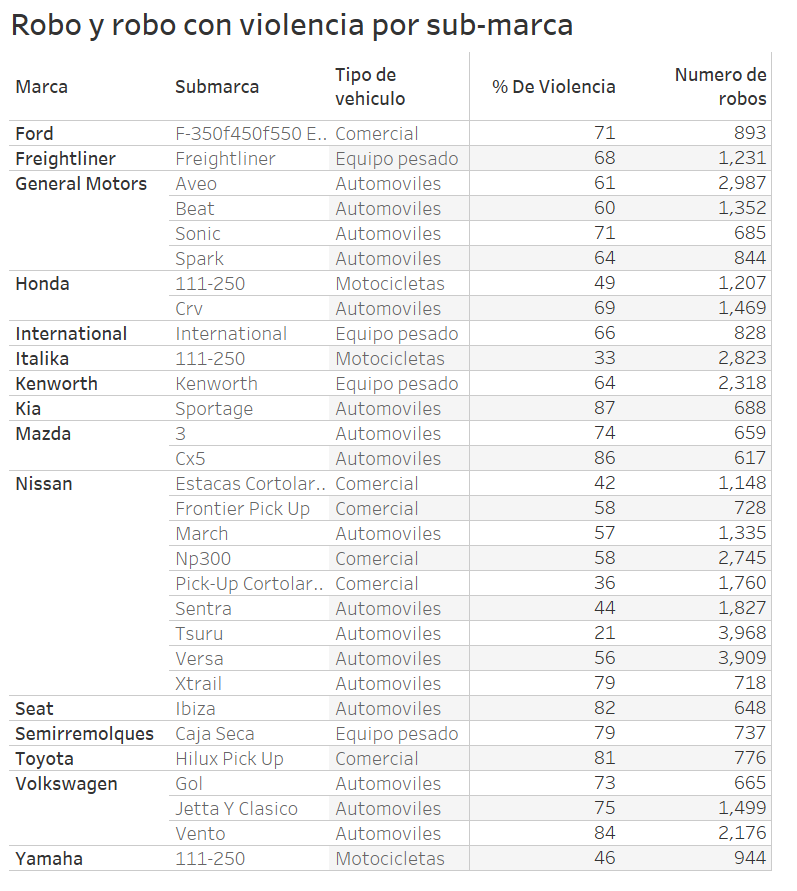 Robo y robo con violencia por sub-marca
Marca Submarca Tipo de vehiculo % De Violencia Numero de robos
Ford F-350f450f550 E.. Comercial 71 893
Freightliner Freightliner Equipo pesado 68 1,231
General Motors Aveo Automoviles 61 2,987
Beat Automoviles 60 1,352
Sonic Automoviles 71 685
Spark Automoviles 64 844
Honda 111-250 Motocicletas 49 1,207
Crv Automoviles 69 1,469
International International Equipo pesado 66 828
Italika 111-250 Motocicletas 33 2,823
Kenworth Kenworth Equipo pesado 64 2,318
Kia Sportage Automoviles 87 688
Mazda 3 Automoviles 74 659
Cx5 Automoviles 86 617
Nissan Estacas Cortolar.. Comercial 42 1,148
Frontier Pick Up Comercial 58 728
March Automoviles 57 1,335
Np300 Comercial 58 2,745
Pick-Up Cortolar.. Comercial 36 1,760
Sentra Automoviles 44 1,827
Tsuru Automoviles 21 3,968
Versa Automoviles 56 3,909
Xtrail Automoviles 79 718
Seat Ibiza Automoviles 82 648
Semirremolques Caja Seca Equipo pesado 79 737
Toyota Hilux Pick Up Comercial 81 776
Volkswagen Gol Automoviles 73 665
Jetta Y Clasico Automoviles 75 1,499
Vento Automoviles 84 2,176
Yamaha 111-250 Motocicletas 46 944